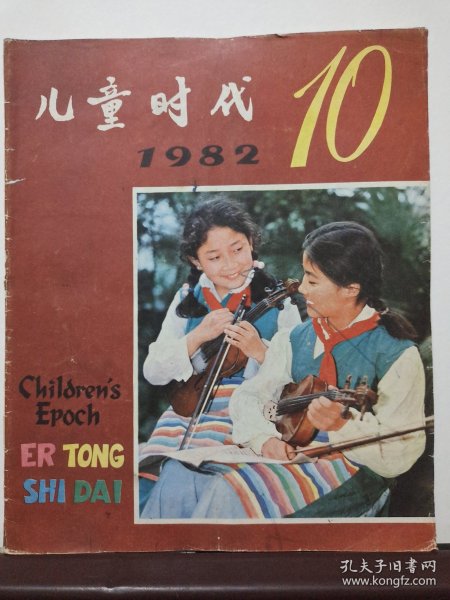 儿童时代
10
1982
Children's
Epoch
ER TONG
SHI DAI
孔夫子旧书网
www.kongfz.com